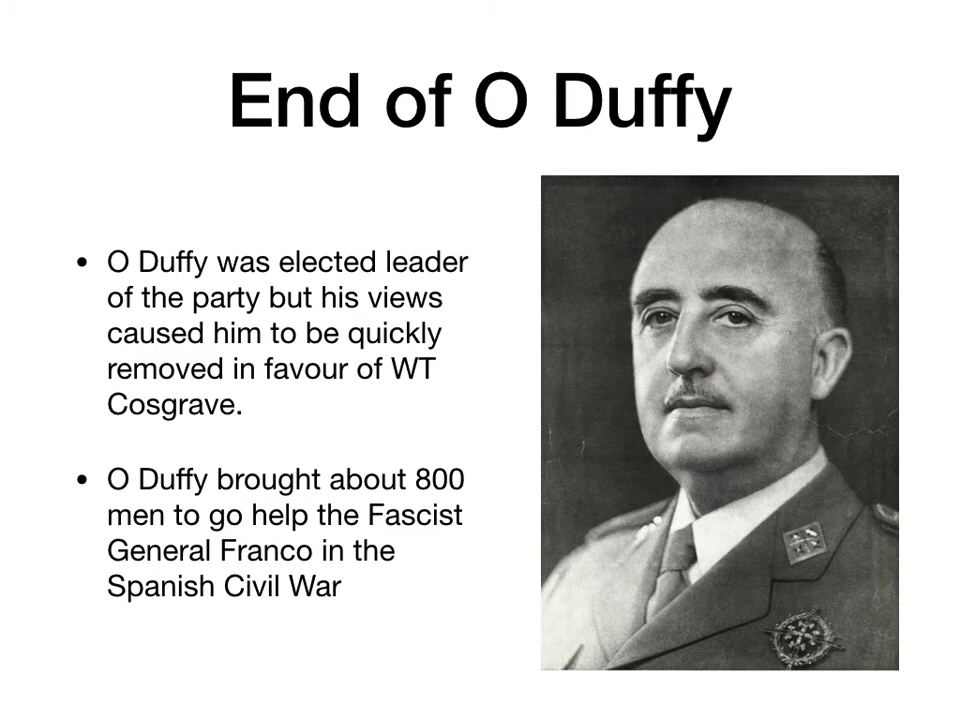 End of O Duffy
• O Duffy was elected leader
of the party but his views
caused him to be quickly
removed in favour of WT
Cosgrave.
• O Duffy brought about 800
men to go help the Fascist
General Franco in the
Spanish Civil War